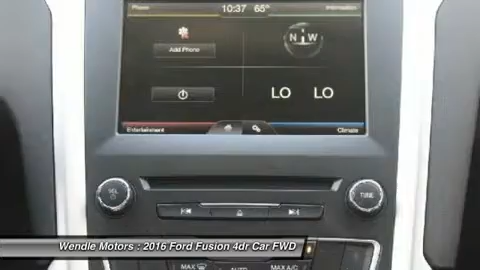 Phone 10:37 65° Information
Add Phone
N W
LO LO
Entertainment Climate
VOL TUNE
Wendle Motors : 2016 Ford Fusion 4dr Car FWD
MAX AUTO MAX A/C